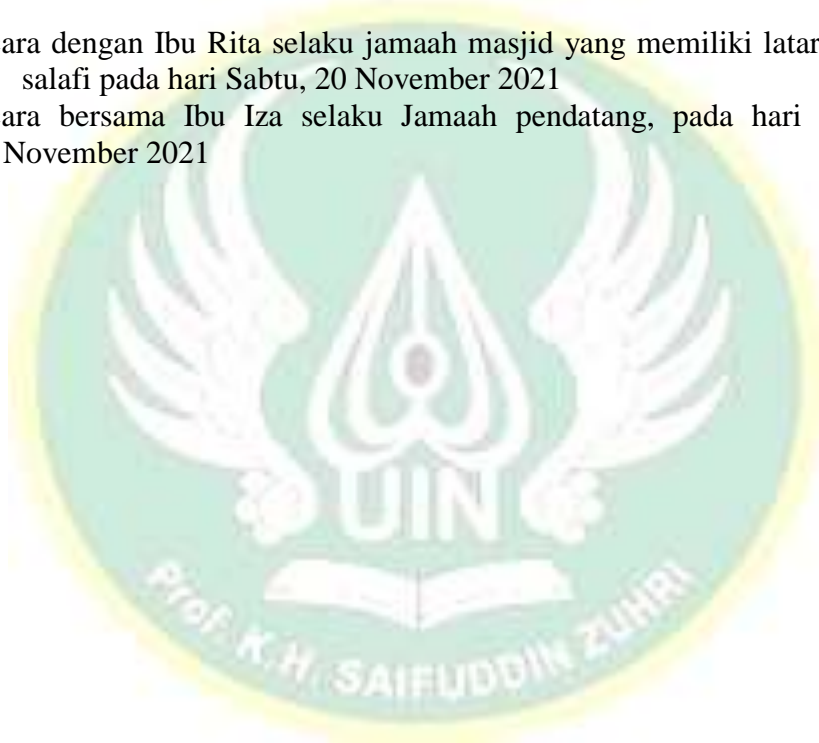 ara dengan Ibu Rita selaku jamaah masjid yang memiliki latar
salafi pada hari Sabtu, 20 November 2021
ara bersama Ibu Iza selaku Jamaah pendatang, pada hari
November 2021
UIN
Prof. K.H. SAIFUDDIN ZUHRI